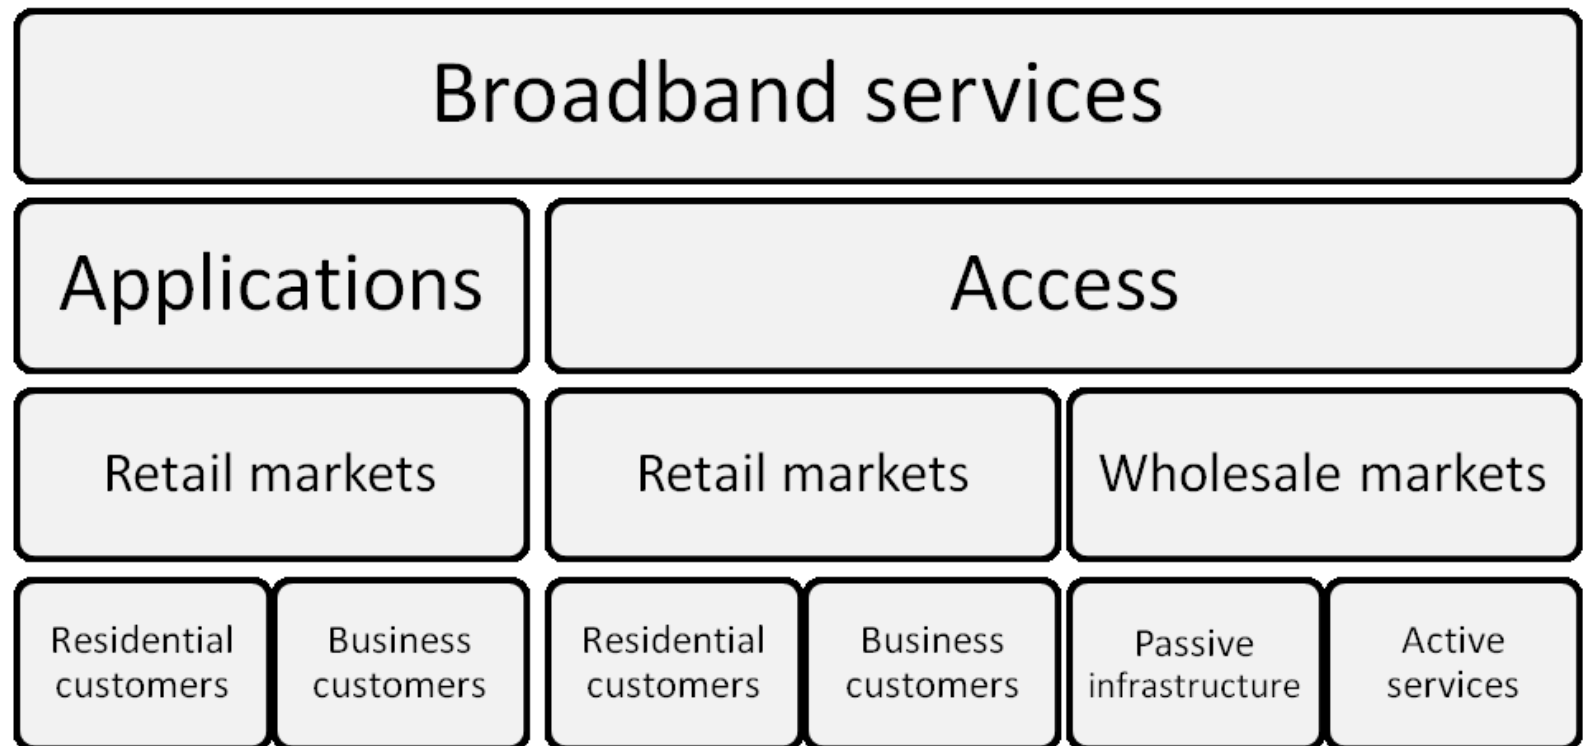 Broadband services
Applications
Access
Retail markets
Retail markets
Wholesale markets
Residential
customers
Business
customers
Residential
customers
Business
customers
Passive
infrastructure
Active
services